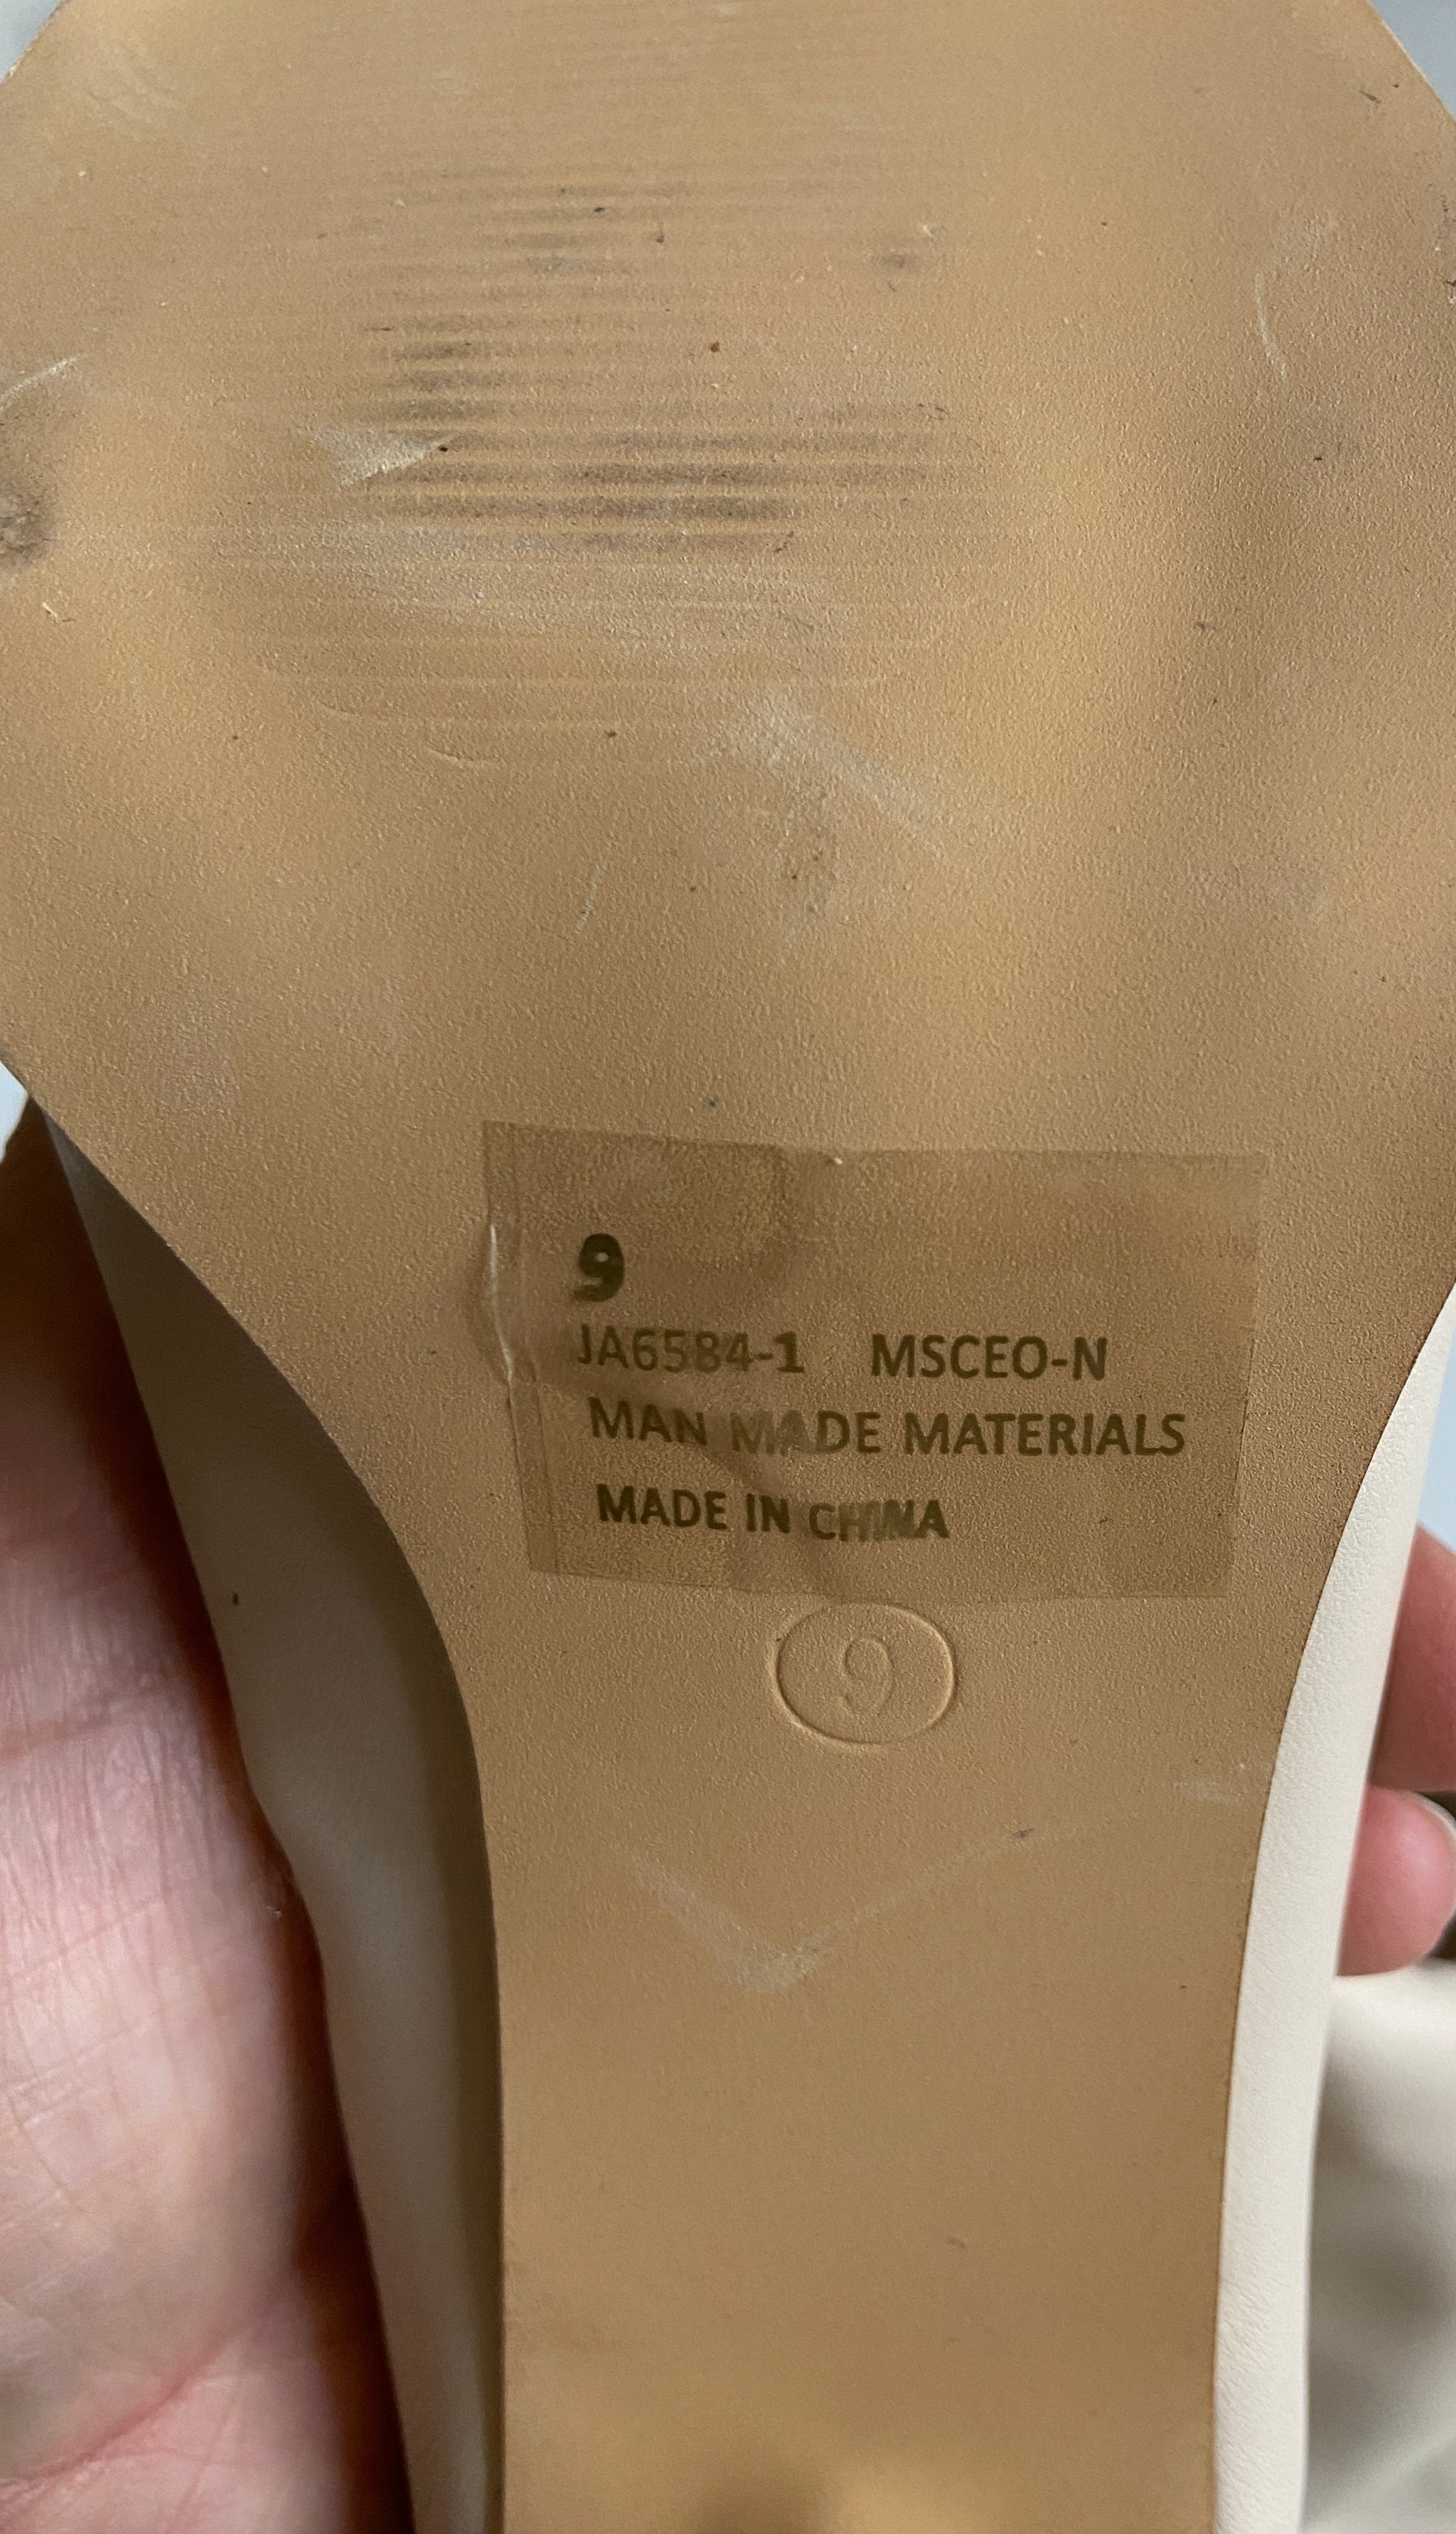 9
JA6584-1 MSCEO-N
MAN MADE MATERIALS
MADE IN CHINA
9